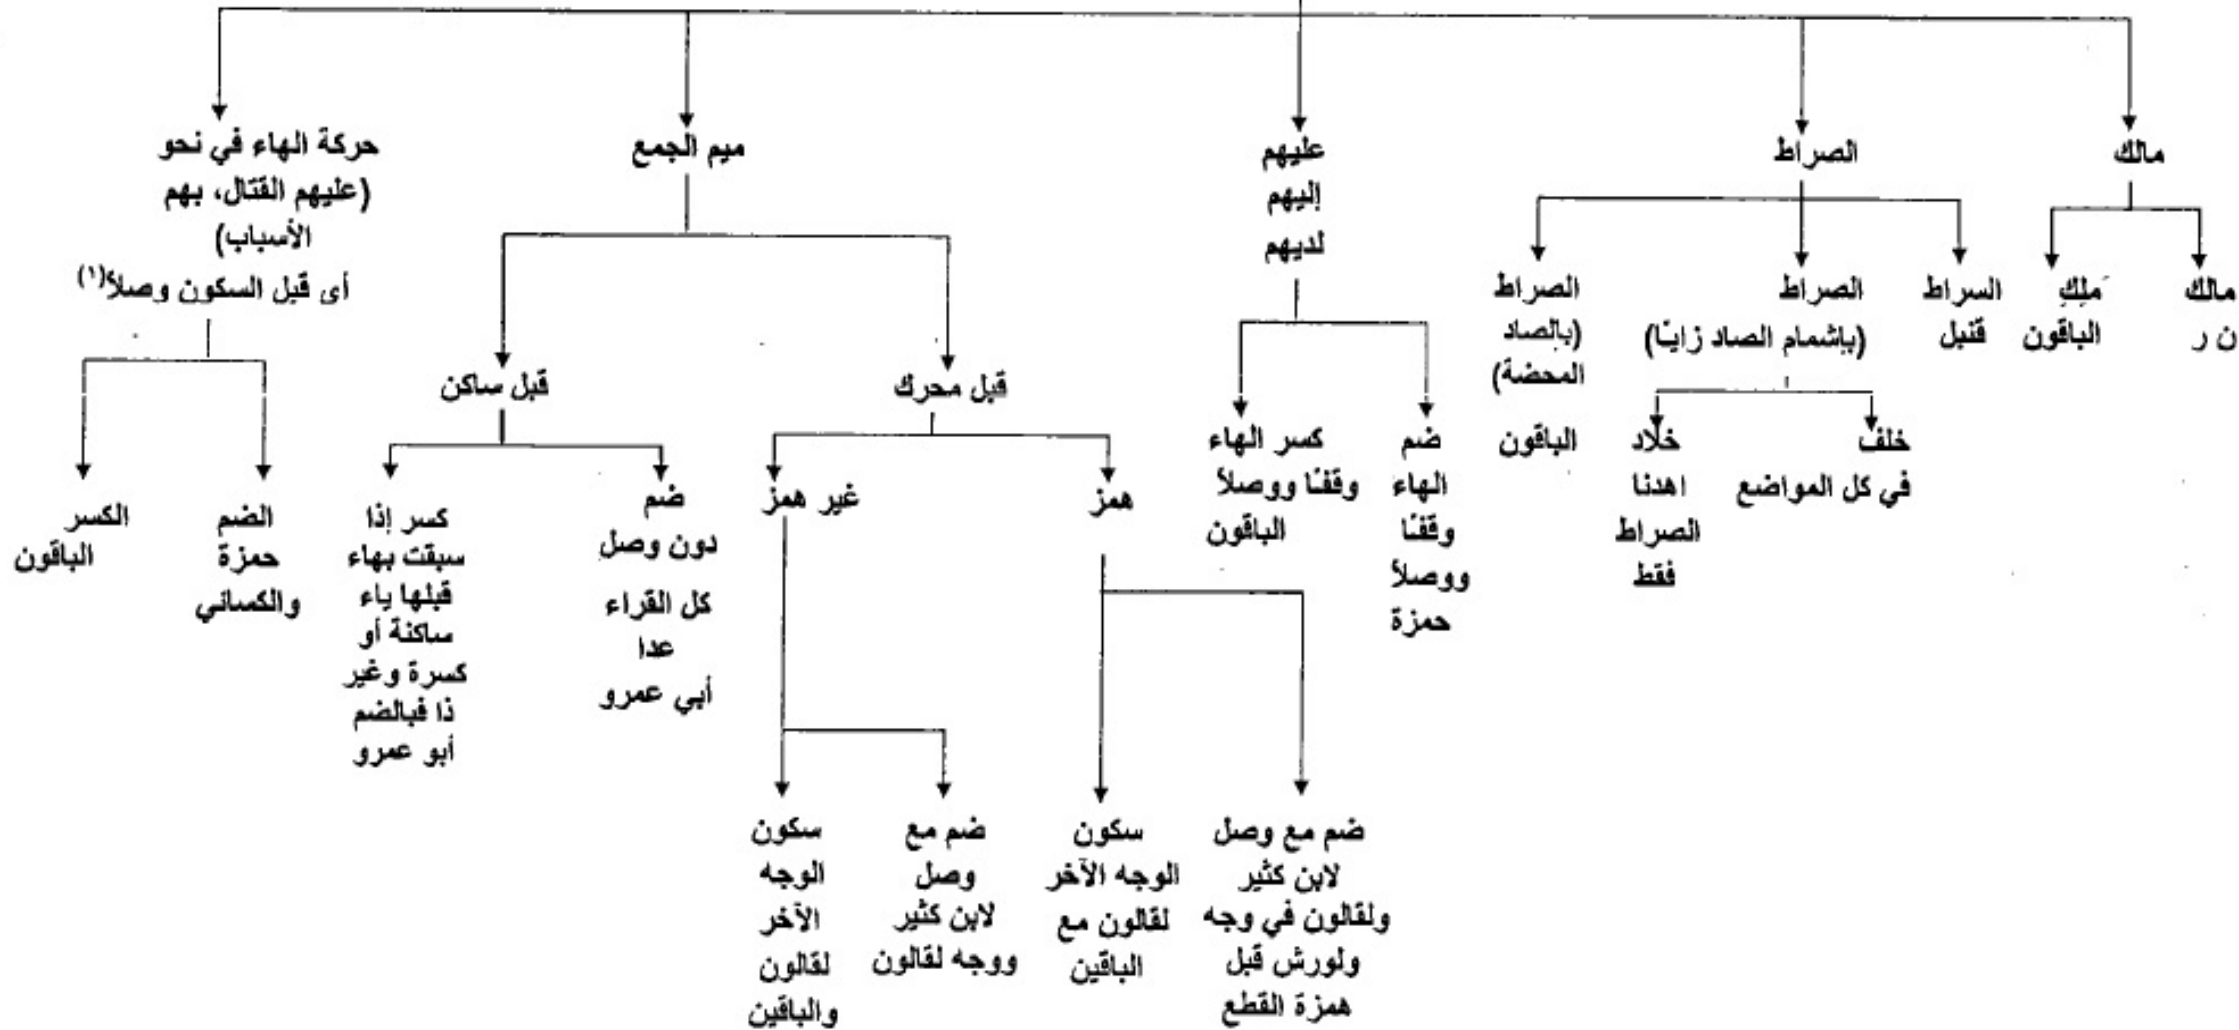 مالك
مالك
ن ر
ملك
الباقون
الصراط
السراط
قنبل
الصراط
(بإشمام الصاد زايًا)
خلف
في كل المواضع
خلاد
اهدنا
الصراط
فقط
الصراط
(بالصاد
المحضة)
الباقون
عليهم
إليهم
لديهم
ضم
الهاء
وقفًا
ووصلاً
حمزة
كسر الهاء
وقفًا ووصلاً
الباقون
ميم الجمع
قبل محرك
همز
ضم مع وصل
لابن كثير
ولقالون في وجه
ولورش قبل
همزة القطع
سكون
الوجه الآخر
لقالون مع
الباقين
غير همز
ضم مع
وصل
لابن كثير
ووجه لقالون
سكون
الوجه
الآخر
لقالون
والباقين
قبل ساكن
ضم
دون وصل
كل القراء
عدا
أبي عمرو
كسر إذا
سبقت بهاء
قبلها ياء
ساكنة أو
كسرة وغير
ذا فبالضم
أبو عمرو
حركة الهاء في نحو
(عليهم القتال، بهم
الأسباب)
أى قبل السكون وصلاً(١)
الضم
حمزة
والكسائي
الكسر
الباقون